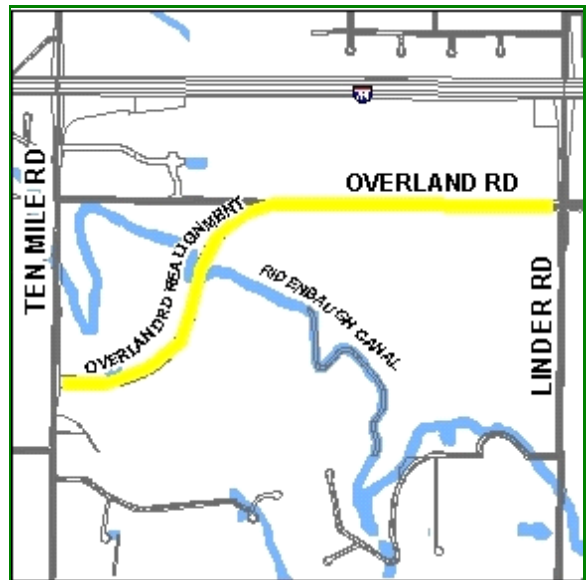 OVERLAND RD
TEN MILE RD
OVERLAND RD REALIGNMENT
RIDENBAUGH CANAL
LINDER RD